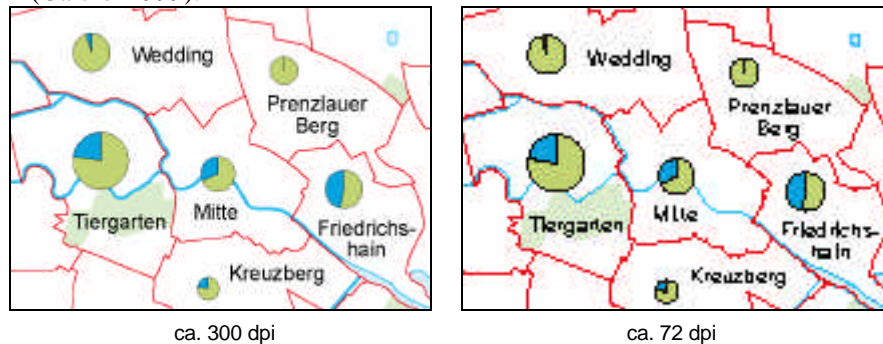 Wedding
Prenzlauer
Berg
Tiergarten
Mitte
Friedrichs-
hain
Kreuzberg
ca. 300 dpi
Wedding
Prenzlauer
Berg
Tiergarten
Mitte
Friedrichs-
hain
Kreuzberg
ca. 72 dpi